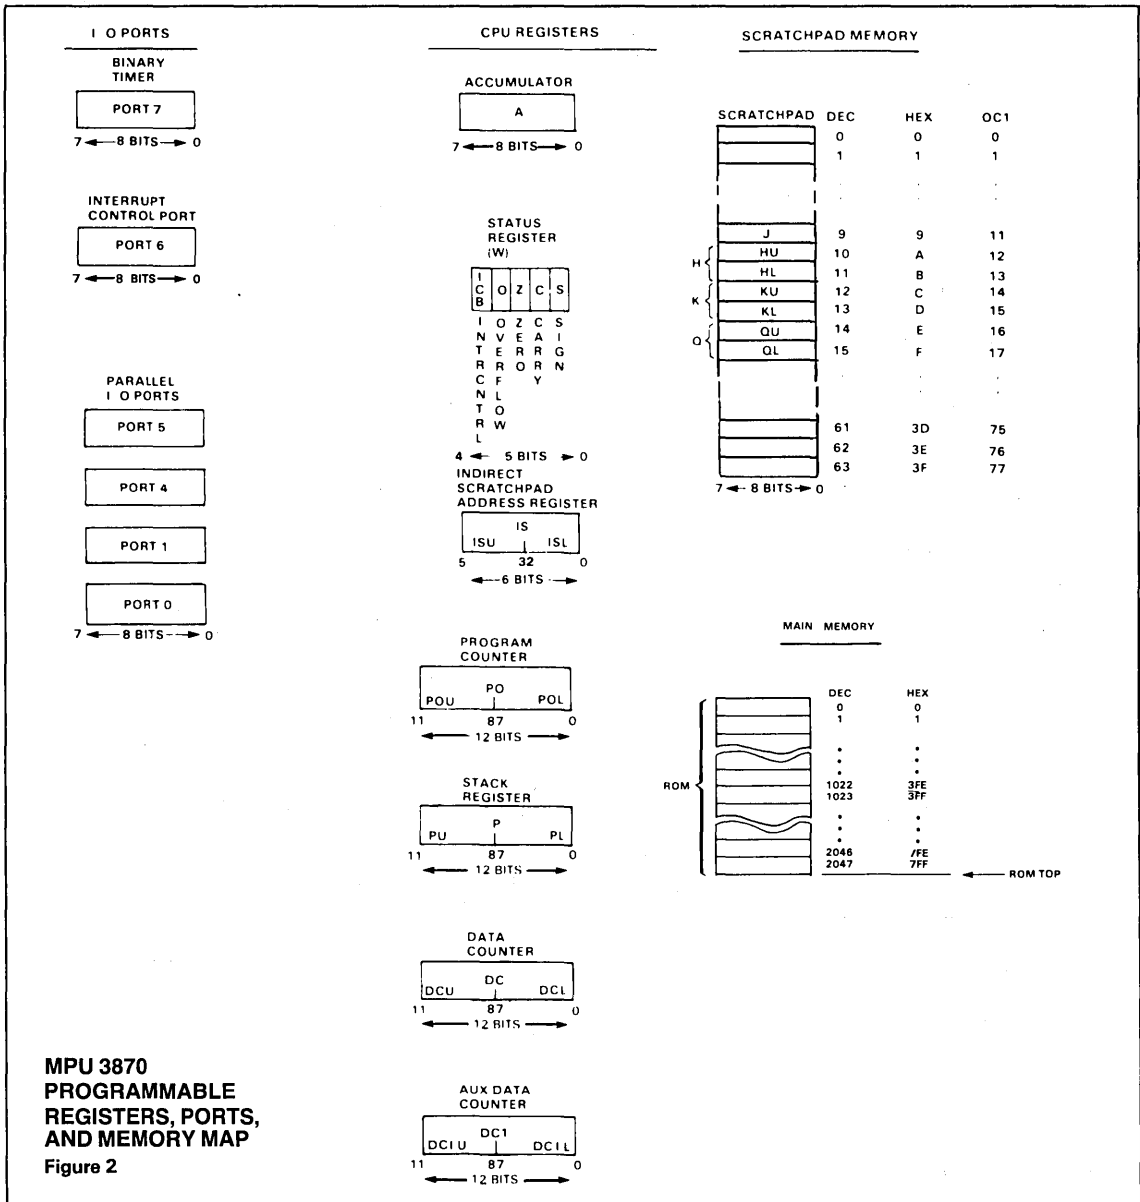 I O PORTS
BINARY
TIMER
PORT 7
7 8 BITS 0
INTERRUPT
CONTROL PORT
PORT 6
7 8 BITS 0
PARALLEL
I O PORTS
PORT 5
PORT 4
PORT 1
PORT 0
7 8 BITS 0
CPU REGISTERS
ACCUMULATOR
A
7 8 BITS 0
STATUS
REGISTER
(W)
ICB O Z C S
INTRCNTRL OVERFLOW ZERO CARRY SIGN
4 5 BITS 0
INDIRECT
SCRATCHPAD
ADDRESS REGISTER
IS
ISU ISL
5 32 0
6 BITS
PROGRAM
COUNTER
PO
POU POL
11 87 0
12 BITS
STACK
REGISTER
P
PU PL
11 87 0
12 BITS
DATA
COUNTER
DC
DCU DCL
11 87 0
12 BITS
AUX DATA
COUNTER
DC1
DC1U DC1L
11 87 0
12 BITS
SCRATCHPAD MEMORY
SCRATCHPAD DEC HEX OC1
0 0 0
1 1 1
J 9 9 11
H
HU 10 A 12
HL 11 B 13
K
KU 12 C 14
KL 13 D 15
Q
QU 14 E 16
QL 15 F 17
61 3D 75
62 3E 76
63 3F 77
7 8 BITS 0
MAIN MEMORY
DEC HEX
0 0
1 1
ROM
1022 3FE
1023 3FF
2046 7FE
2047 7FF
ROM TOP
MPU 3870
PROGRAMMABLE
REGISTERS, PORTS,
AND MEMORY MAP
Figure 2